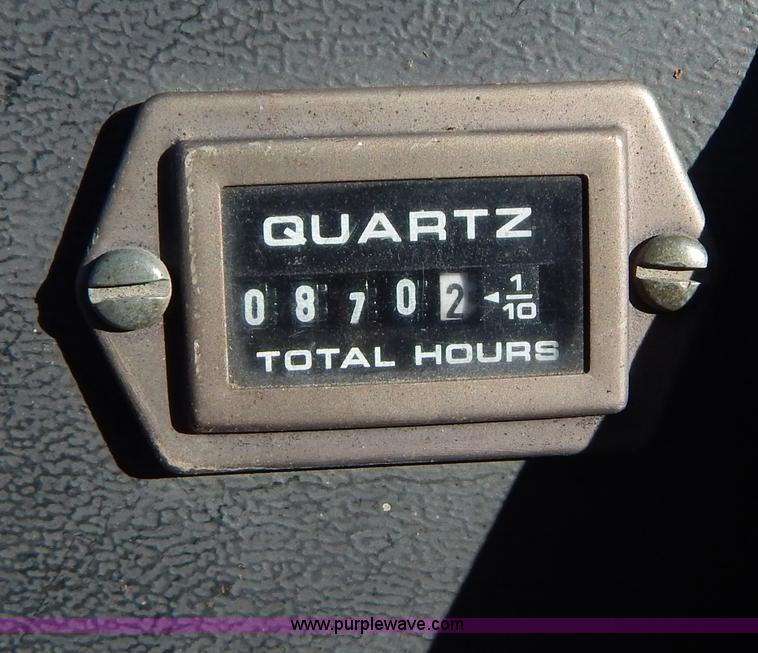 QUARTZ
08702 ◄ 1/10
TOTAL HOURS
www.purplewave.com